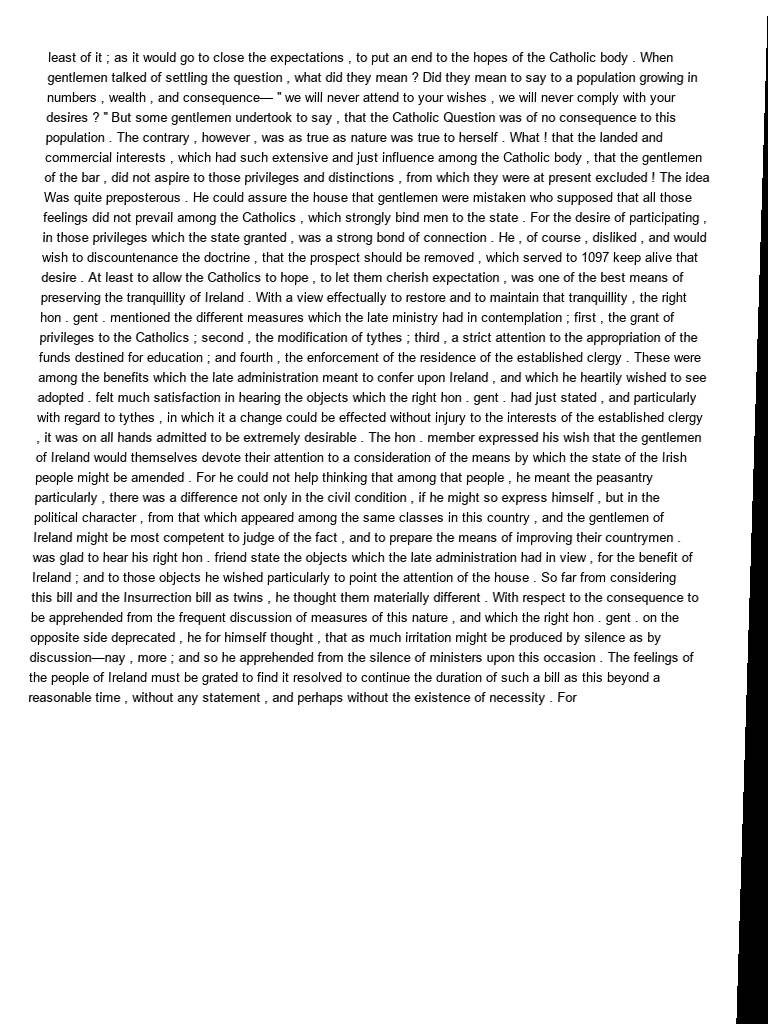 least of it ; as it would go to close the expectations , to put an end to the hopes of the Catholic body . When
gentlemen talked of settling the question , what did they mean ? Did they mean to say to a population growing in
numbers , wealth , and consequence— " we will never attend to your wishes , we will never comply with your
desires ? " But some gentlemen undertook to say , that the Catholic Question was of no consequence to this
population . The contrary , however , was as true as nature was true to herself . What ! that the landed and
commercial interests , which had such extensive and just influence among the Catholic body , that the gentlemen
of the bar , did not aspire to those privileges and distinctions , from which they were at present excluded ! The idea
Was quite preposterous . He could assure the house that gentlemen were mistaken who supposed that all those
feelings did not prevail among the Catholics , which strongly bind men to the state . For the desire of participating ,
in those privileges which the state granted , was a strong bond of connection . He , of course , disliked , and would
wish to discountenance the doctrine , that the prospect should be removed , which served to 1097 keep alive that
desire . At least to allow the Catholics to hope , to let them cherish expectation , was one of the best means of
preserving the tranquillity of Ireland . With a view effectually to restore and to maintain that tranquillity , the right
hon . gent . mentioned the different measures which the late ministry had in contemplation ; first , the grant of
privileges to the Catholics ; second , the modification of tythes ; third , a strict attention to the appropriation of the
funds destined for education ; and fourth , the enforcement of the residence of the established clergy . These were
among the benefits which the late administration meant to confer upon Ireland , and which he heartily wished to see
adopted . felt much satisfaction in hearing the objects which the right hon . gent . had just stated , and particularly
with regard to tythes , in which it a change could be effected without injury to the interests of the established clergy
, it was on all hands admitted to be extremely desirable . The hon . member expressed his wish that the gentlemen
of Ireland would themselves devote their attention to a consideration of the means by which the state of the Irish
people might be amended . For he could not help thinking that among that people , he meant the peasantry
particularly , there was a difference not only in the civil condition , if he might so express himself , but in the
political character , from that which appeared among the same classes in this country , and the gentlemen of
Ireland might be most competent to judge of the fact , and to prepare the means of improving their countrymen .
was glad to hear his right hon . friend state the objects which the late administration had in view , for the benefit of
Ireland ; and to those objects he wished particularly to point the attention of the house . So far from considering
this bill and the Insurrection bill as twins , he thought them materially different . With respect to the consequence to
be apprehended from the frequent discussion of measures of this nature , and which the right hon . gent . on the
opposite side deprecated , he for himself thought , that as much irritation might be produced by silence as by
discussion—nay , more ; and so he apprehended from the silence of ministers upon this occasion . The feelings of
the people of Ireland must be grated to find it resolved to continue the duration of such a bill as this beyond a
reasonable time , without any statement , and perhaps without the existence of necessity . For